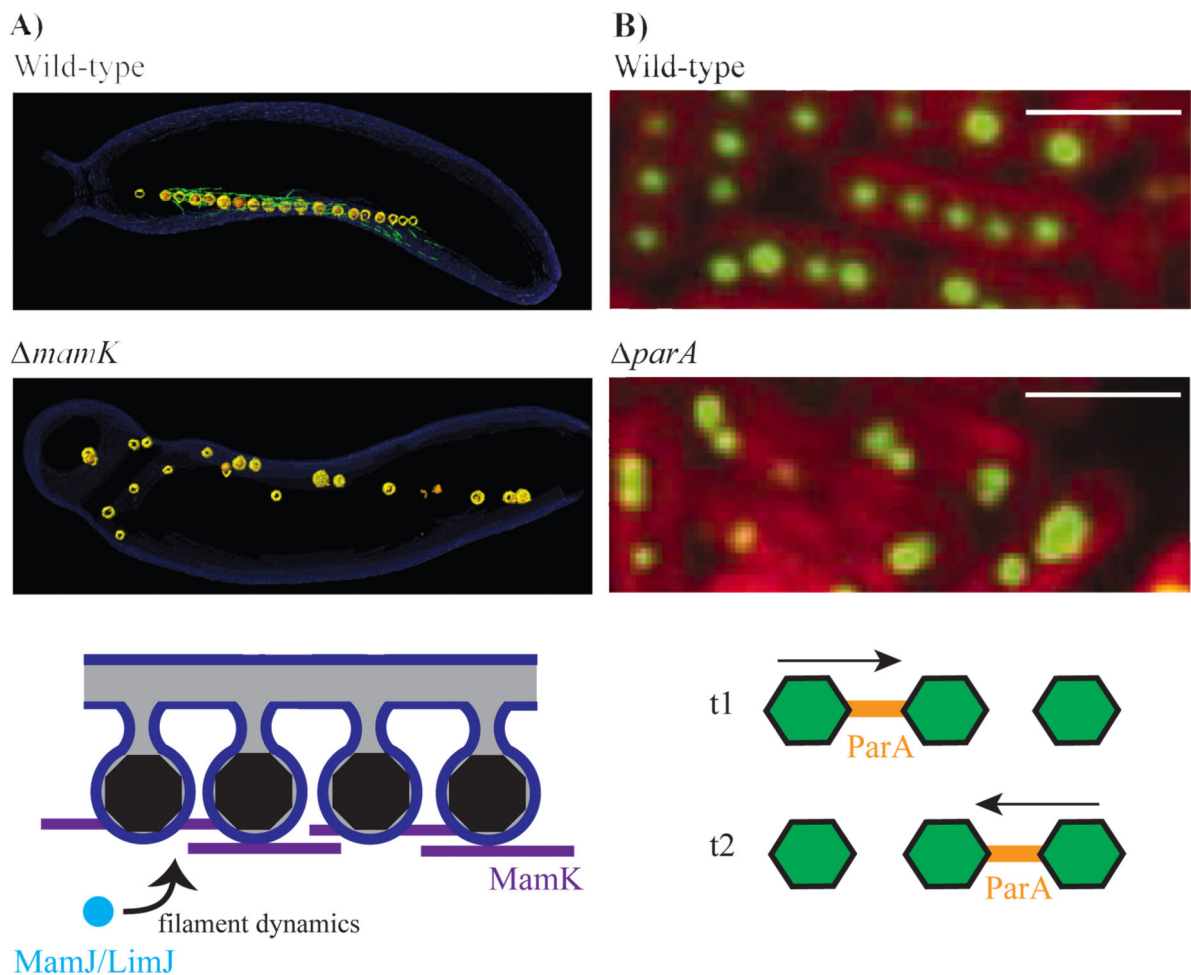 A)
Wild-type
ΔmamK
MamK
filament dynamics
MamJ/LimJ
B)
Wild-type
ΔparA
t1
ParA
t2
ParA